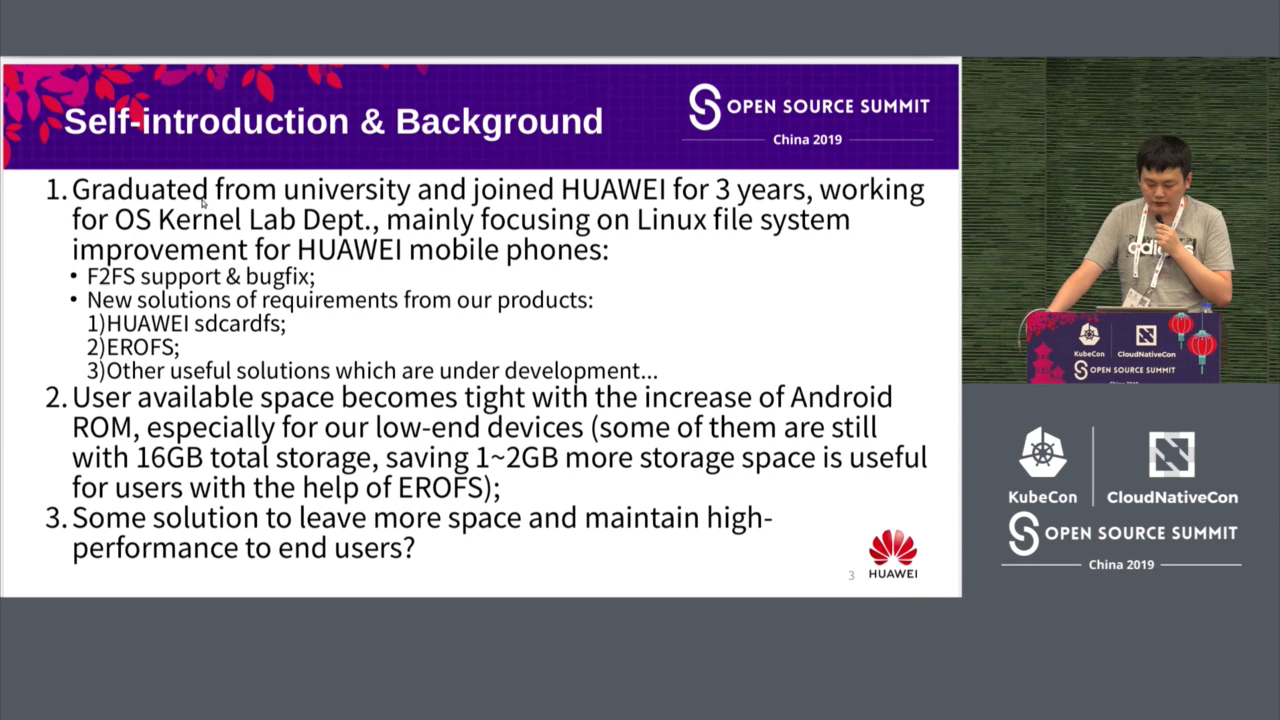 Self-introduction & Background
OPEN SOURCE SUMMIT
China 2019
1. Graduated from university and joined HUAWEI for 3 years, working
for OS Kernel Lab Dept., mainly focusing on Linux file system
improvement for HUAWEI mobile phones:
• F2FS support & bugfix;
• New solutions of requirements from our products:
1)HUAWEI sdcardfs;
2)EROFS;
3)Other useful solutions which are under development...
2. User available space becomes tight with the increase of Android
ROM, especially for our low-end devices (some of them are still
with 16GB total storage, saving 1~2GB more storage space is useful
for users with the help of EROFS);
3. Some solution to leave more space and maintain high-
performance to end users?
3
HUAWEI
adidas
KubeCon
CloudNativeCon
OPEN SOURCE SUMMIT
KubeCon
CloudNativeCon
OPEN SOURCE SUMMIT
China 2019